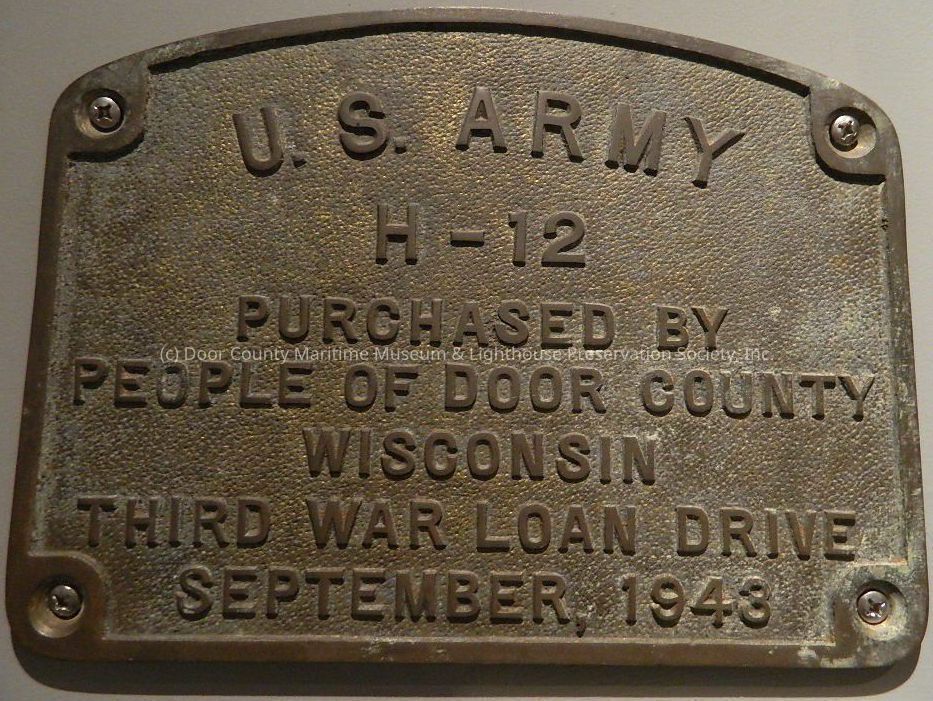 U.S. ARMY
H-12
PURCHASED BY
(c) Door County Maritime Museum & Lighthouse Preservation Society, Inc.
PEOPLE OF DOOR COUNTY
WISCONSIN
THIRD WAR LOAN DRIVE
SEPTEMBER, 1943